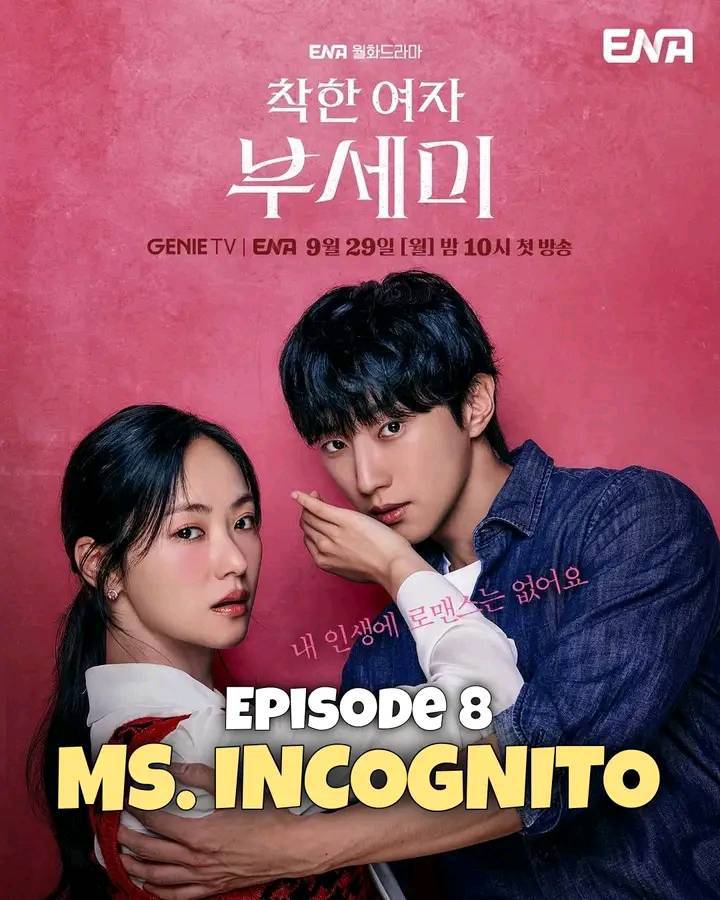 ENA 월화드라마
ENA
착한 여자
부세미
GENIE TV | ENA 9월 29일 [월] 밤 10시 첫 방송
내 인생에 로맨스는 없어요
EPISODE 8
MS. INCOGNITO